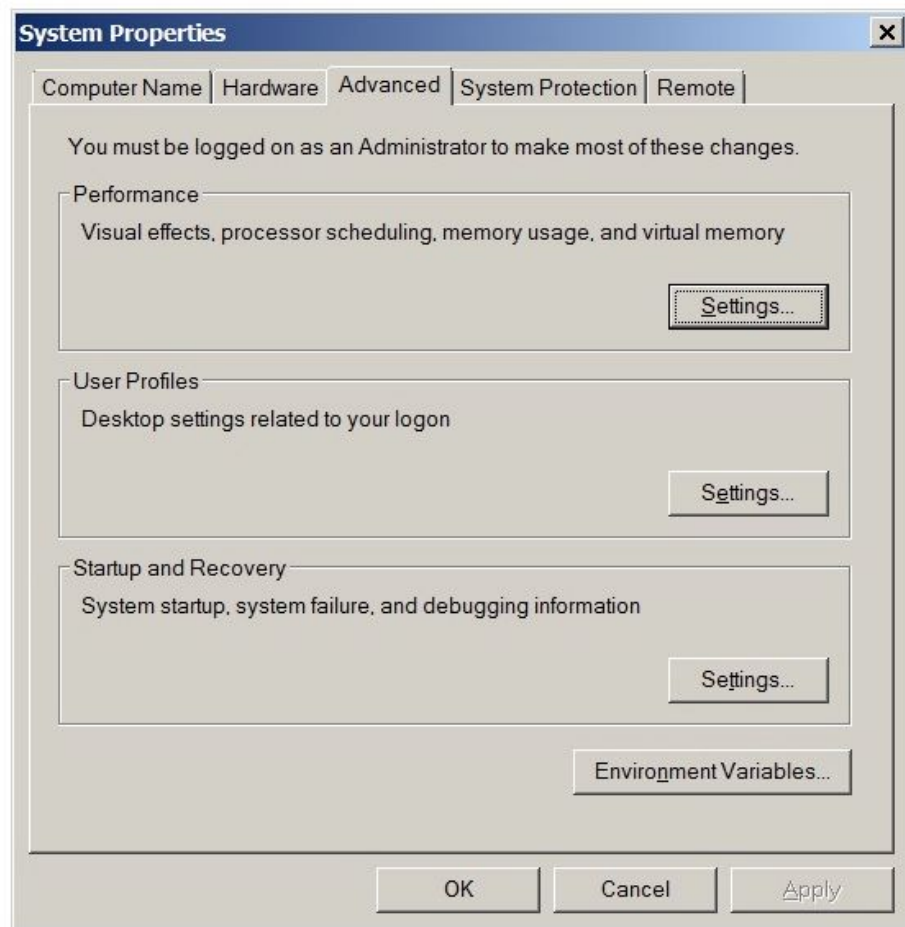 System Properties
Computer Name Hardware Advanced System Protection Remote
You must be logged on as an Administrator to make most of these changes.
Performance
Visual effects, processor scheduling, memory usage, and virtual memory
Settings...
User Profiles
Desktop settings related to your logon
Settings...
Startup and Recovery
System startup, system failure, and debugging information
Settings...
Environment Variables...
OK Cancel Apply